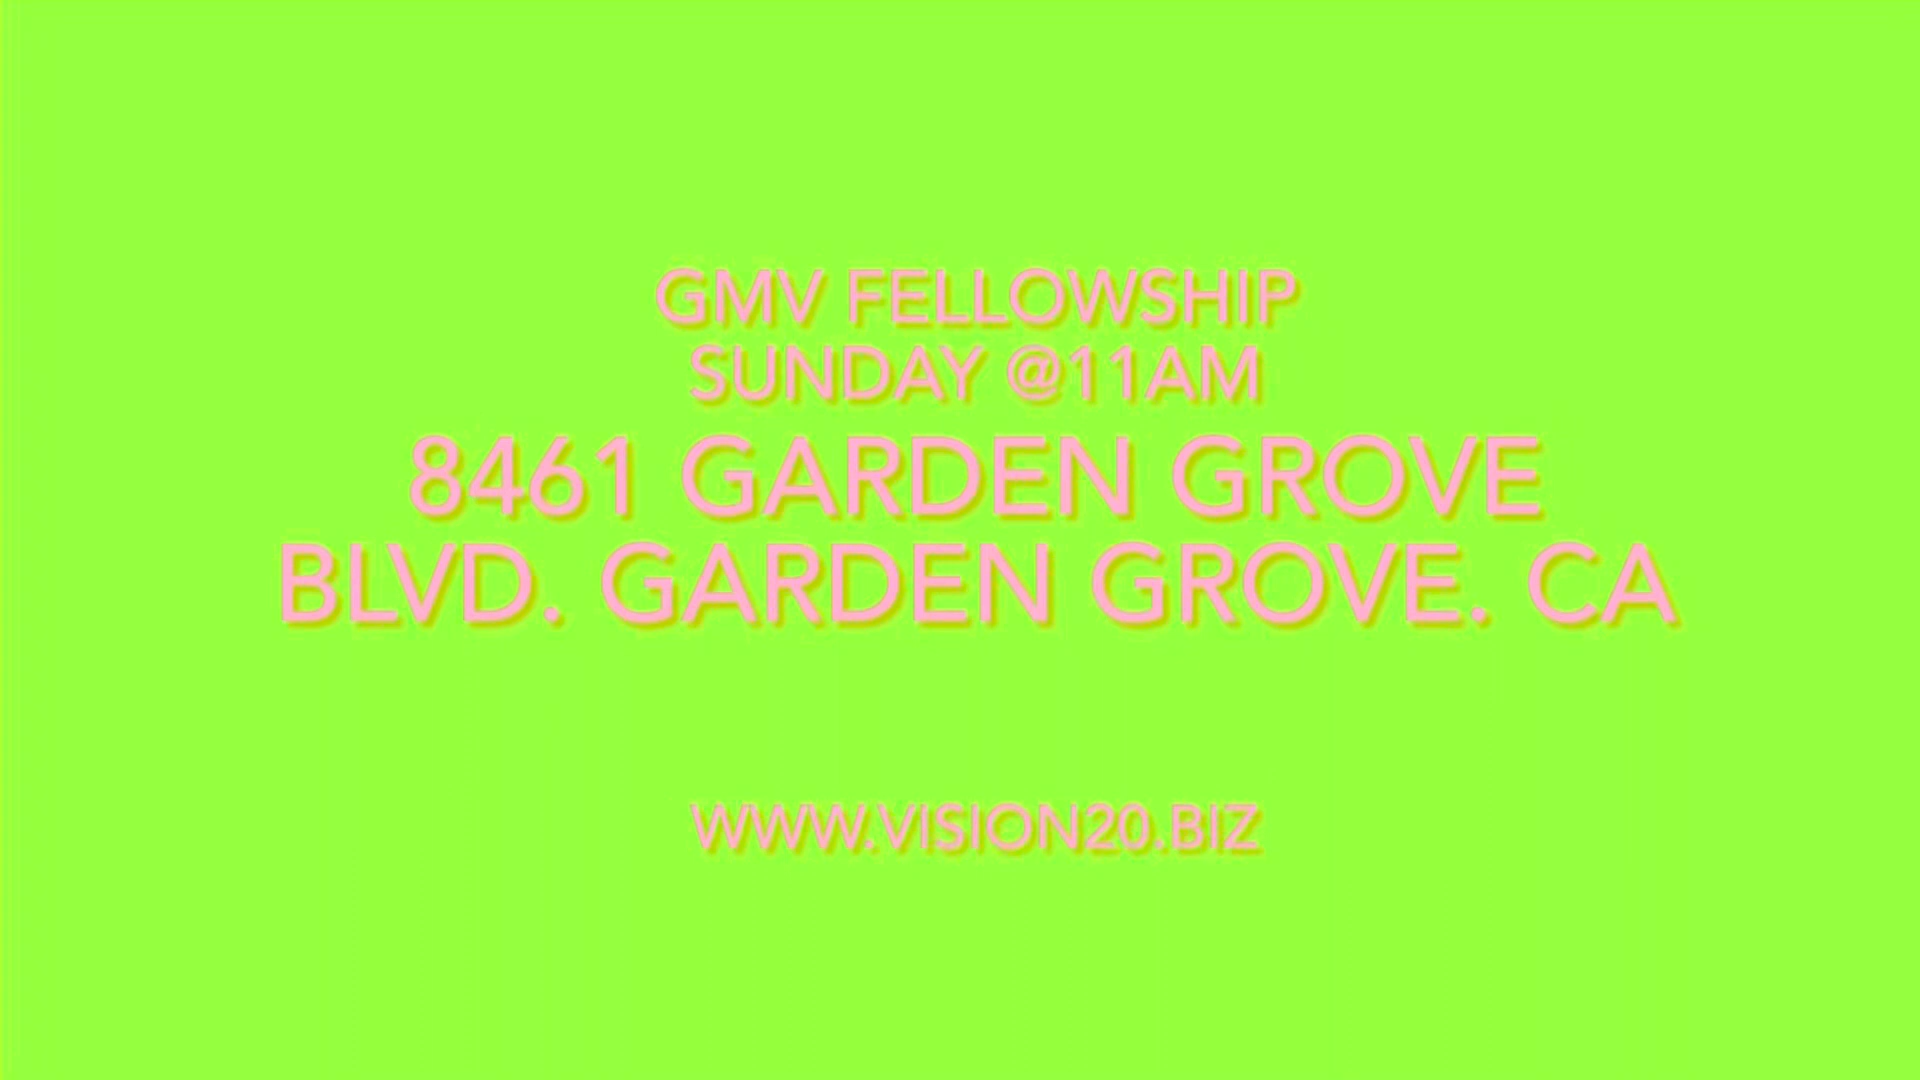 GMV FELLOWSHIP
SUNDAY @11AM
8461 GARDEN GROVE
BLVD. GARDEN GROVE. CA
WWW.VISION20.BIZ